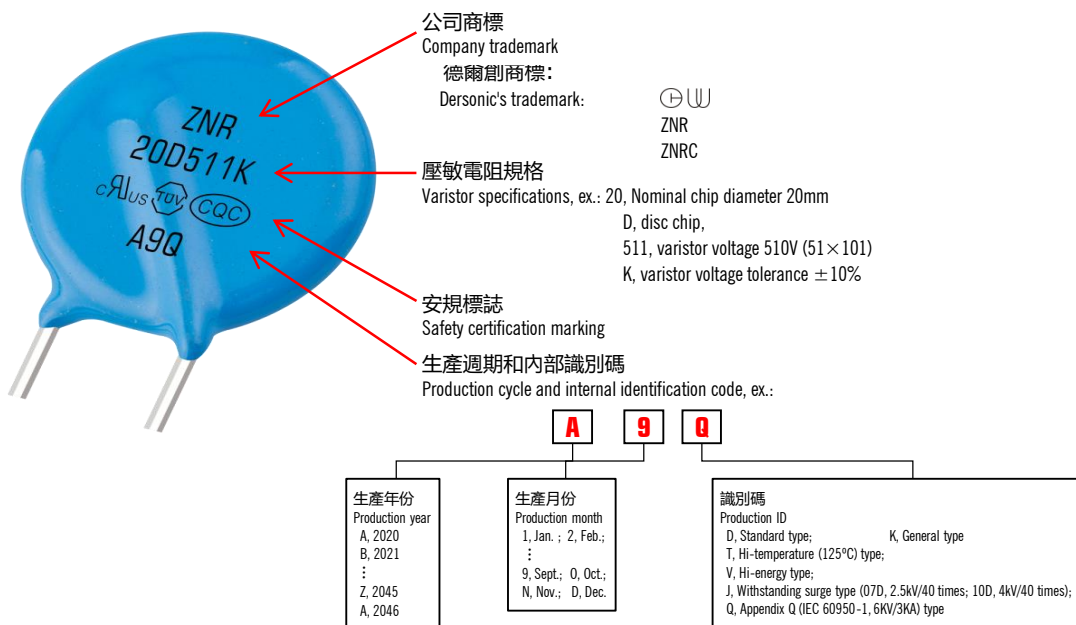 ZNR
20D511K
cRUus TUV CQC
A9Q
公司商標
Company trademark
德爾創商標:
Dersonic's trademark:
ZNR
ZNRC
壓敏電阻規格
Varistor specifications, ex.: 20, Nominal chip diameter 20mm
D, disc chip,
511, varistor voltage 510V (51×101)
K, varistor voltage tolerance ±10%
安規標誌
Safety certification marking
生產週期和內部識別碼
Production cycle and internal identification code, ex.:
A 9 Q
生產年份
Production year
A, 2020
B, 2021
⋮
Z, 2045
A, 2046
生產月份
Production month
1, Jan. ; 2, Feb.;
⋮
9, Sept.; O, Oct.;
N, Nov.; D, Dec.
識別碼
Production ID
D, Standard type; K, General type
T, Hi-temperature (125ºC) type;
V, Hi-energy type;
J, Withstanding surge type (07D, 2.5kV/40 times; 10D, 4kV/40 times);
Q, Appendix Q (IEC 60950-1, 6KV/3KA) type